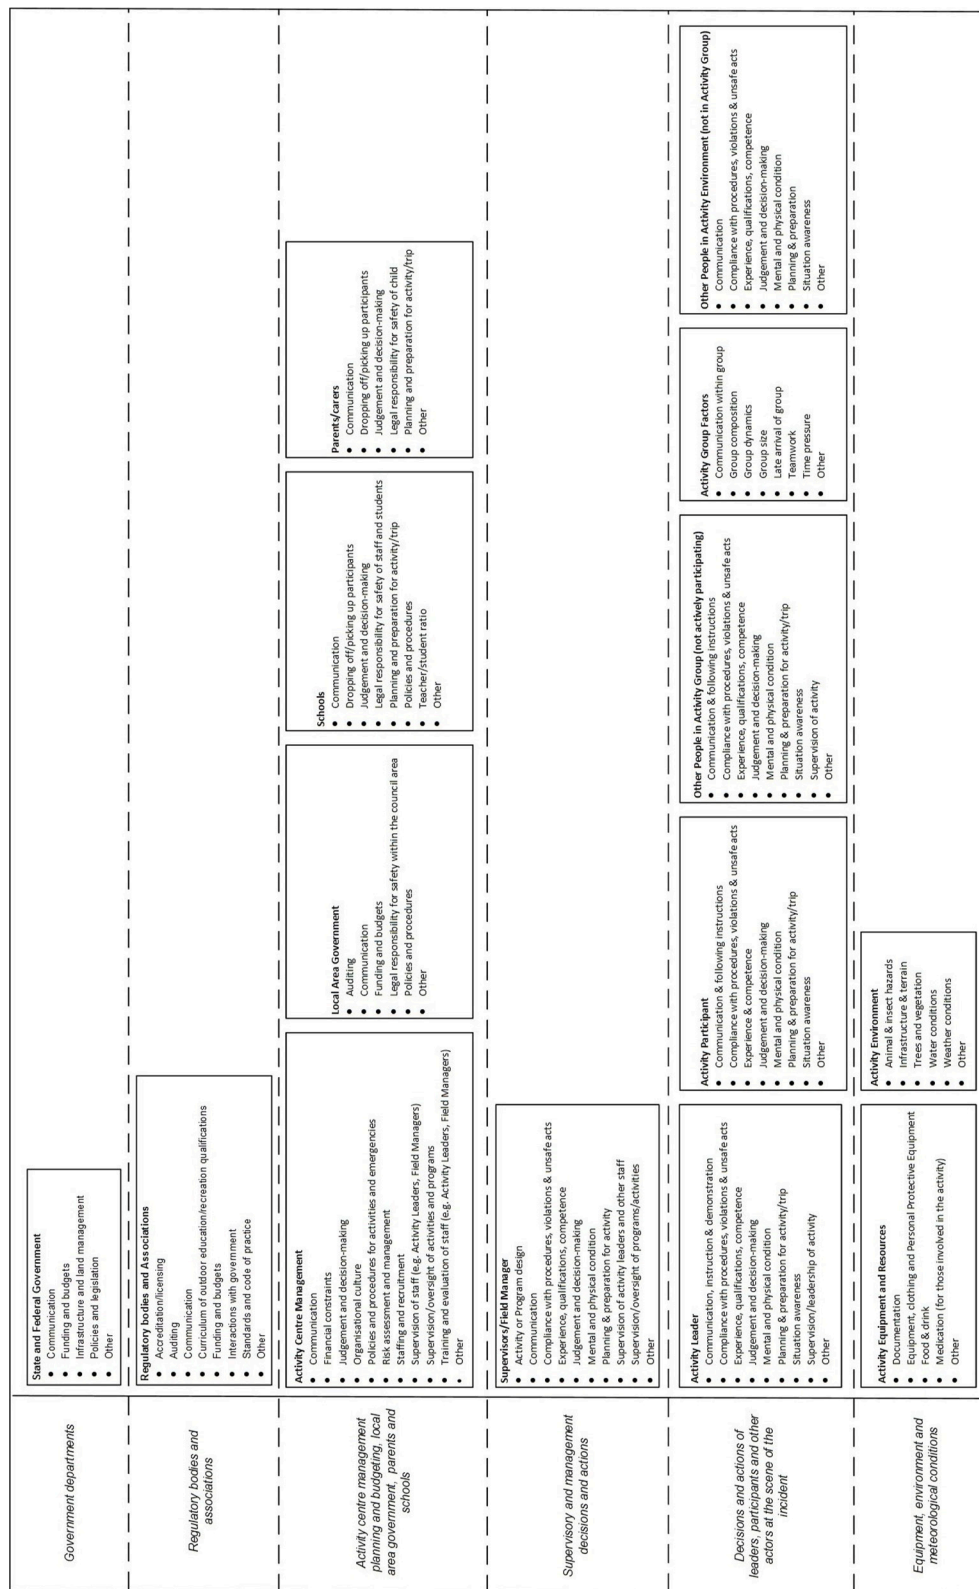 Government departments
State and Federal Government
• Communication
• Funding and budgets
• Infrastructure and land management
• Policies and legislation
• Other
Regulatory bodies and
associations
Regulatory bodies and Associations
• Accreditation/licensing
• Auditing
• Communication
• Curriculum of outdoor education/recreation qualifications
• Funding and budgets
• Interactions with government
• Standards and code of practice
• Other
Activity centre management
planning and budgeting, local
area government, parents and
schools
Activity Centre Management
• Communication
• Financial constraints
• Judgement and decision-making
• Organisational culture
• Policies and procedures for activities and emergencies
• Risk assessment and management
• Staffing and recruitment
• Supervision of staff (e.g. Activity Leaders, Field Managers)
• Supervision/oversight of activities and programs
• Training and evaluation of staff (e.g. Activity Leaders, Field Managers)
• Other
Local Area Government
• Auditing
• Communication
• Funding and budgets
• Legal responsibility for safety within the council area
• Policies and procedures
• Other
Schools
• Communication
• Dropping off/picking up participants
• Judgement and decision-making
• Legal responsibility for safety of staff and students
• Planning and preparation for activity/trip
• Policies and procedures
• Teacher/student ratio
• Other
Parents/carers
• Communication
• Dropping off/picking up participants
• Judgement and decision-making
• Legal responsibility for safety of child
• Planning and preparation for activity/trip
• Other
Supervisory and management
decisions and actions
Supervisors/Field Manager
• Activity or Program design
• Communication
• Compliance with procedures, violations & unsafe acts
• Experience, qualifications, competence
• Judgement and decision-making
• Mental and physical condition
• Planning & preparation for activity
• Supervision of activity leaders and other staff
• Supervision/oversight of programs/activities
• Other
Decisions and actions of
leaders, participants and other
actors at the scene of the
incident
Activity Leader
• Communication, instruction & demonstration
• Compliance with procedures, violations & unsafe acts
• Experience, qualifications, competence
• Judgement and decision-making
• Mental and physical condition
• Planning & preparation for activity/trip
• Situation awareness
• Supervision/leadership of activity
• Other
Activity Participant
• Communication & following instructions
• Compliance with procedures, violations & unsafe acts
• Experience & competence
• Judgement and decision-making
• Mental and physical condition
• Planning & preparation for activity/trip
• Situation awareness
• Other
Other People in Activity Group (not actively participating)
• Communication & following instructions
• Compliance with procedures, violations & unsafe acts
• Experience, qualifications, competence
• Judgement and decision-making
• Mental and physical condition
• Planning & preparation for activity/trip
• Situation awareness
• Supervision of activity
• Other
Activity Group Factors
• Communication within group
• Group composition
• Group dynamics
• Group size
• Late arrival of group
• Teamwork
• Time pressure
• Other
Other People in Activity Environment (not in Activity Group)
• Communication
• Compliance with procedures, violations & unsafe acts
• Experience, qualifications, competence
• Judgement and decision-making
• Mental and physical condition
• Planning & preparation
• Situation awareness
• Other
Equipment, environment and
meteorological conditions
Activity Equipment and Resources
• Documentation
• Equipment, clothing and Personal Protective Equipment
• Food & drink
• Medication (for those involved in the activity)
• Other
Activity Environment
• Animal & insect hazards
• Infrastructure & terrain
• Trees and vegetation
• Water conditions
• Weather conditions
• Other